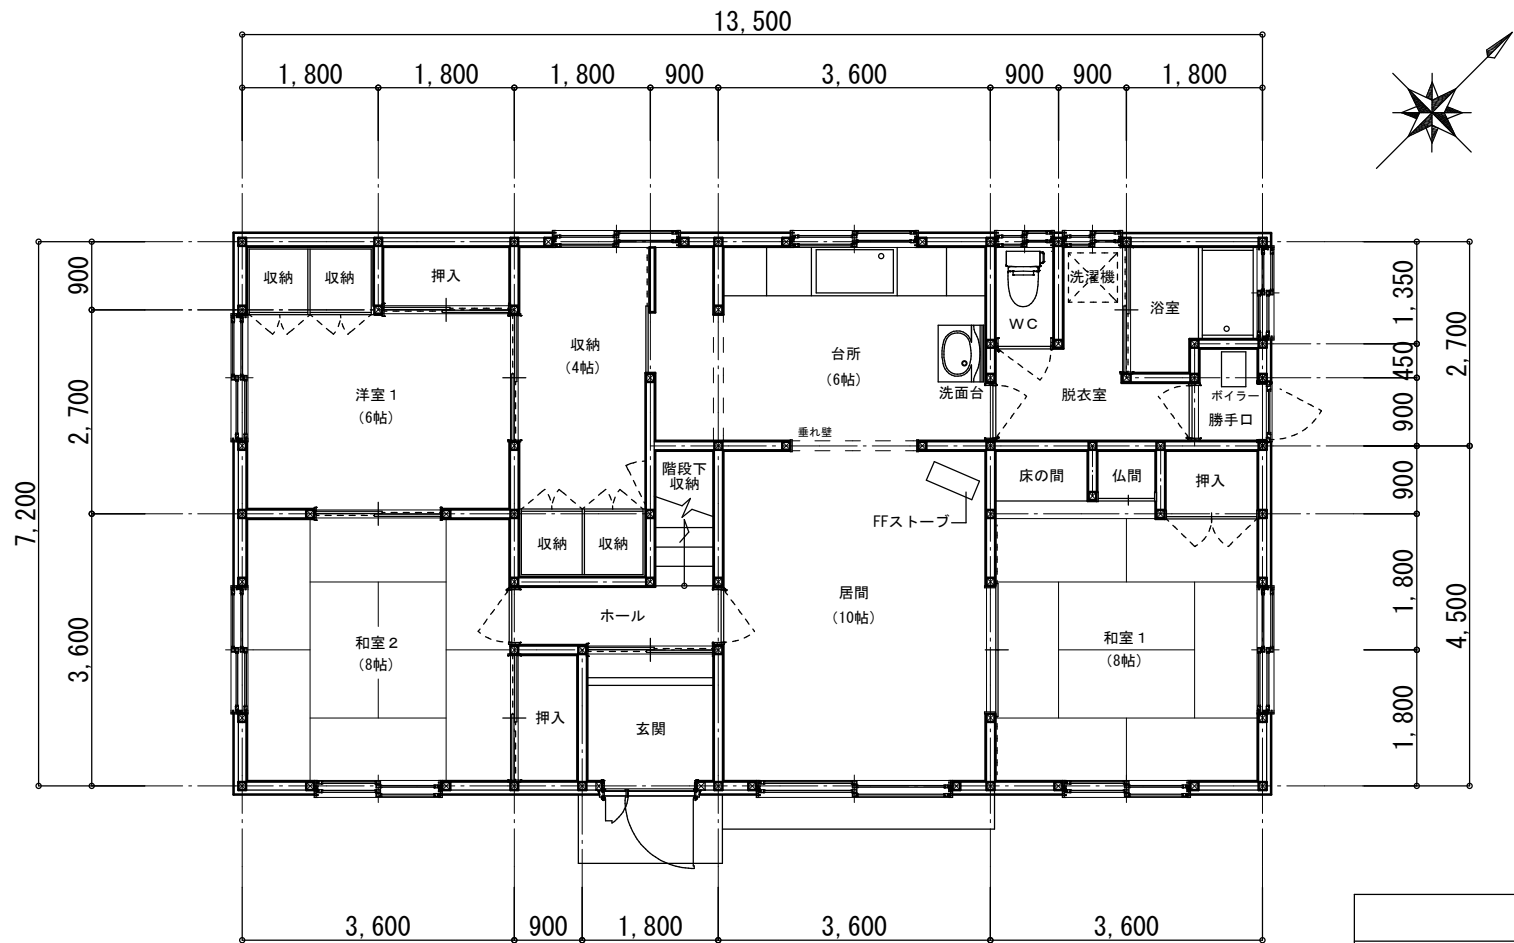 13,500
1,800
1,800
1,800
900
3,600
900
900
1,800
収納
収納
押入
洗濯機
浴室
WC
収納
(4帖)
台所
(6帖)
洗面台
洋室1
(6帖)
脱衣室
ボイラー
勝手口
垂れ壁
階段下
収納
床の間
仏間
押入
FFストーブ
収納
収納
ホール
居間
(10帖)
和室2
(8帖)
和室1
(8帖)
押入
玄関
900
2,700
3,600
7,200
1,350
450
900
2,700
900
1,800
1,800
4,500
3,600
900
1,800
3,600
3,600